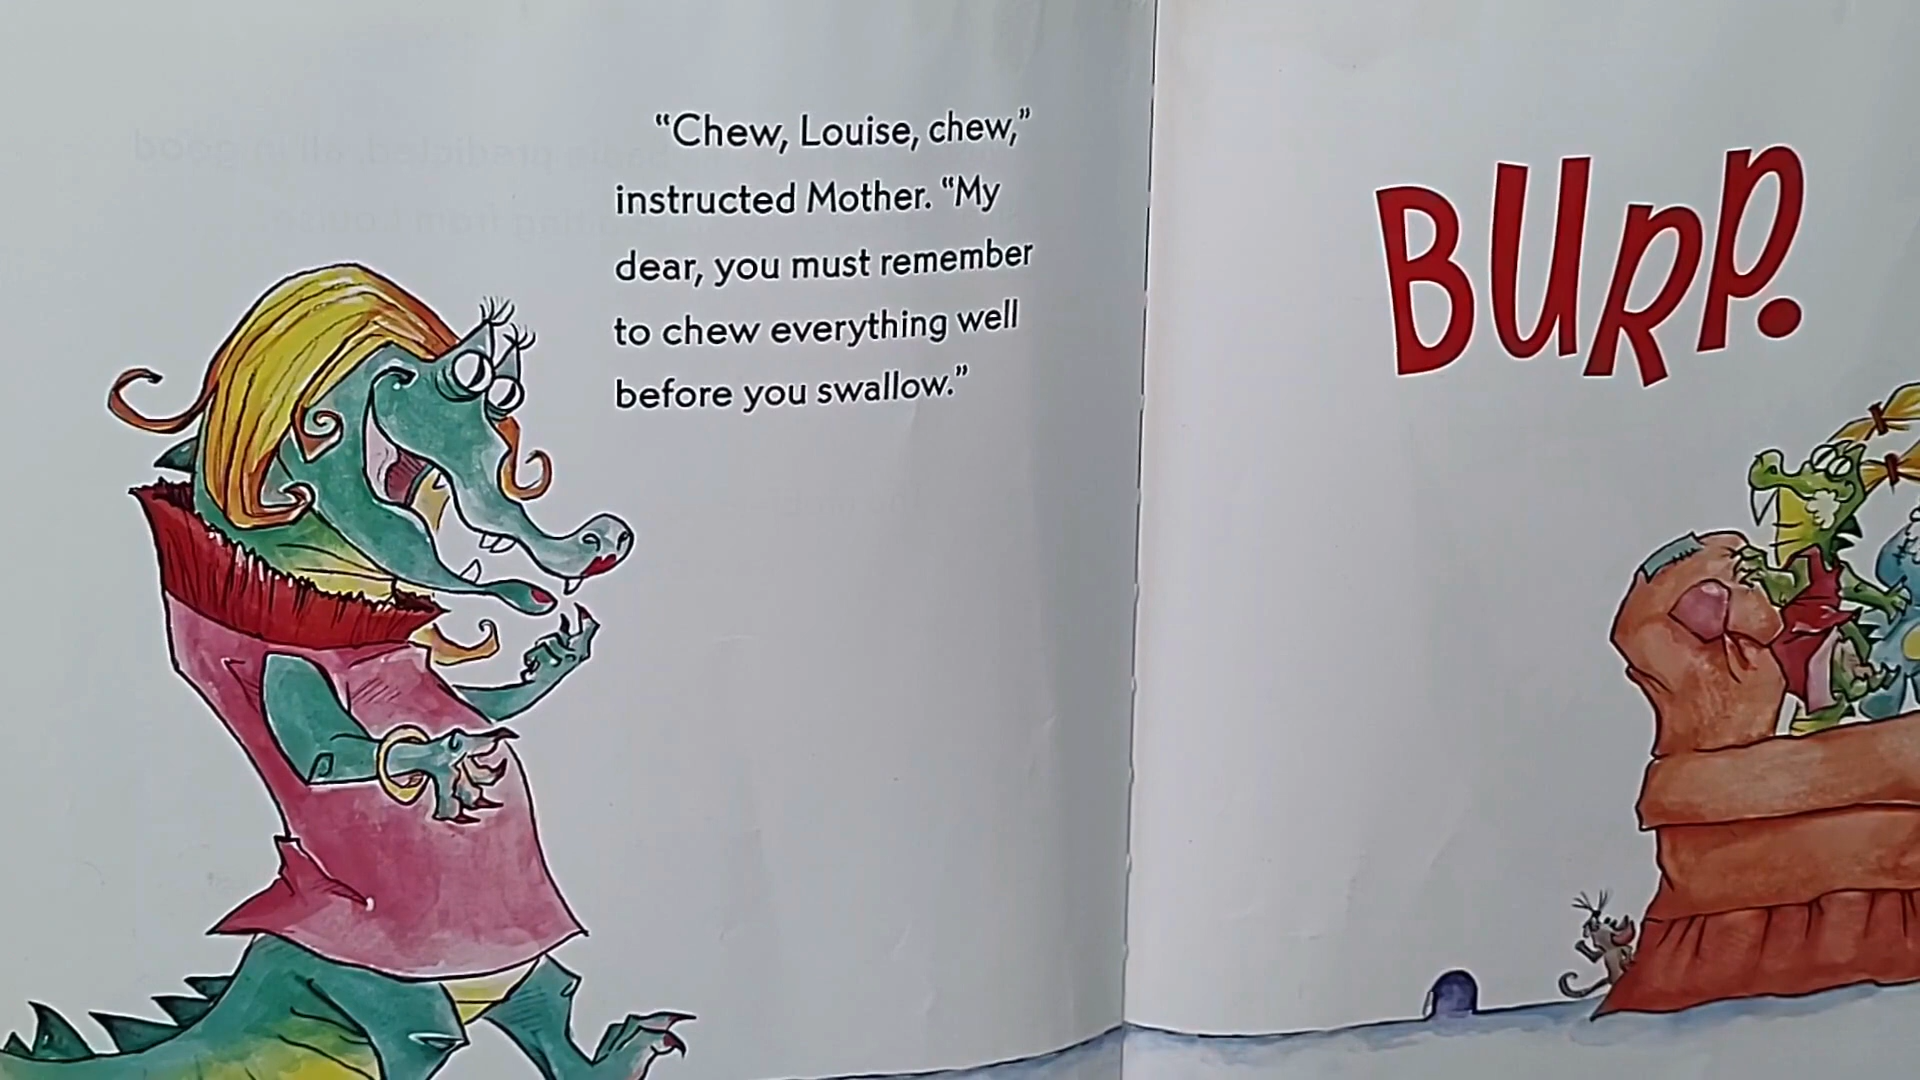 “Chew, Louise, chew,”
instructed Mother. “My
dear, you must remember
to chew everything well
before you swallow.”
BURP.